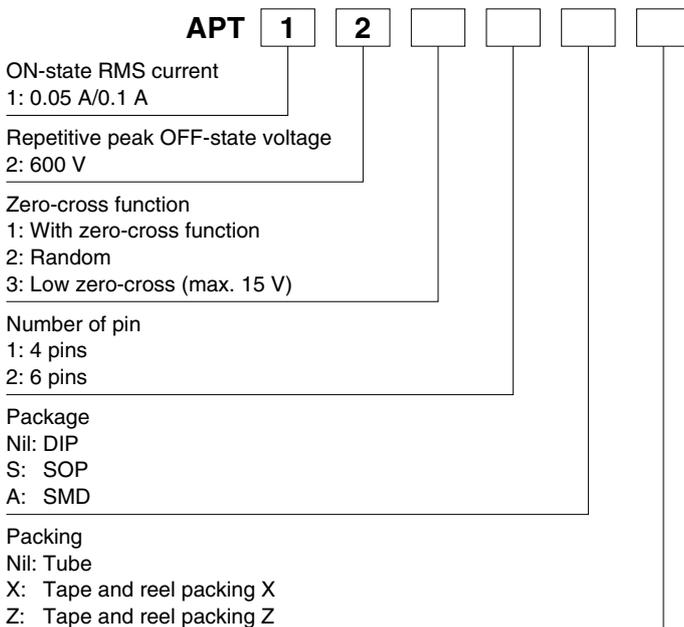 APT 1 2
ON-state RMS current
1: 0.05 A/0.1 A
Repetitive peak OFF-state voltage
2: 600 V
Zero-cross function
1: With zero-cross function
2: Random
3: Low zero-cross (max. 15 V)
Number of pin
1: 4 pins
2: 6 pins
Package
Nil: DIP
S: SOP
A: SMD
Packing
Nil: Tube
X: Tape and reel packing X
Z: Tape and reel packing Z